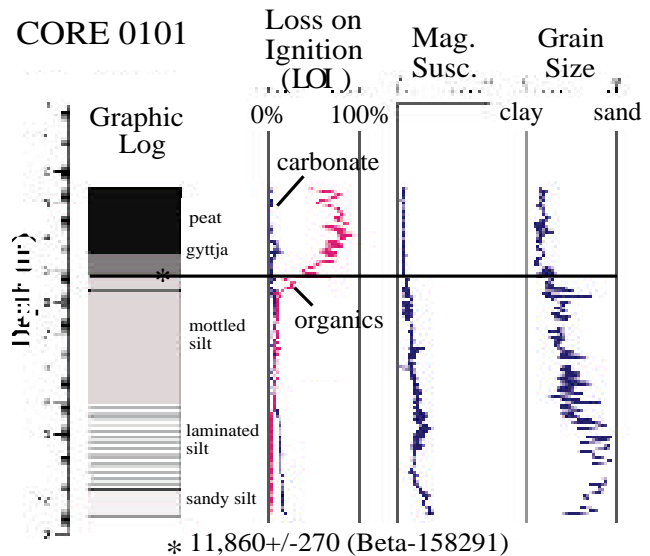 CORE 0101
Loss on
Ignition
(LOI)
Mag.
Susc.
Grain
Size
Graphic
Log
0%
100%
clay
sand
carbonate
peat
gyttja
*
organics
mottled
silt
laminated
silt
sandy silt
Depth (m)
* 11,860+/-270 (Beta-158291)